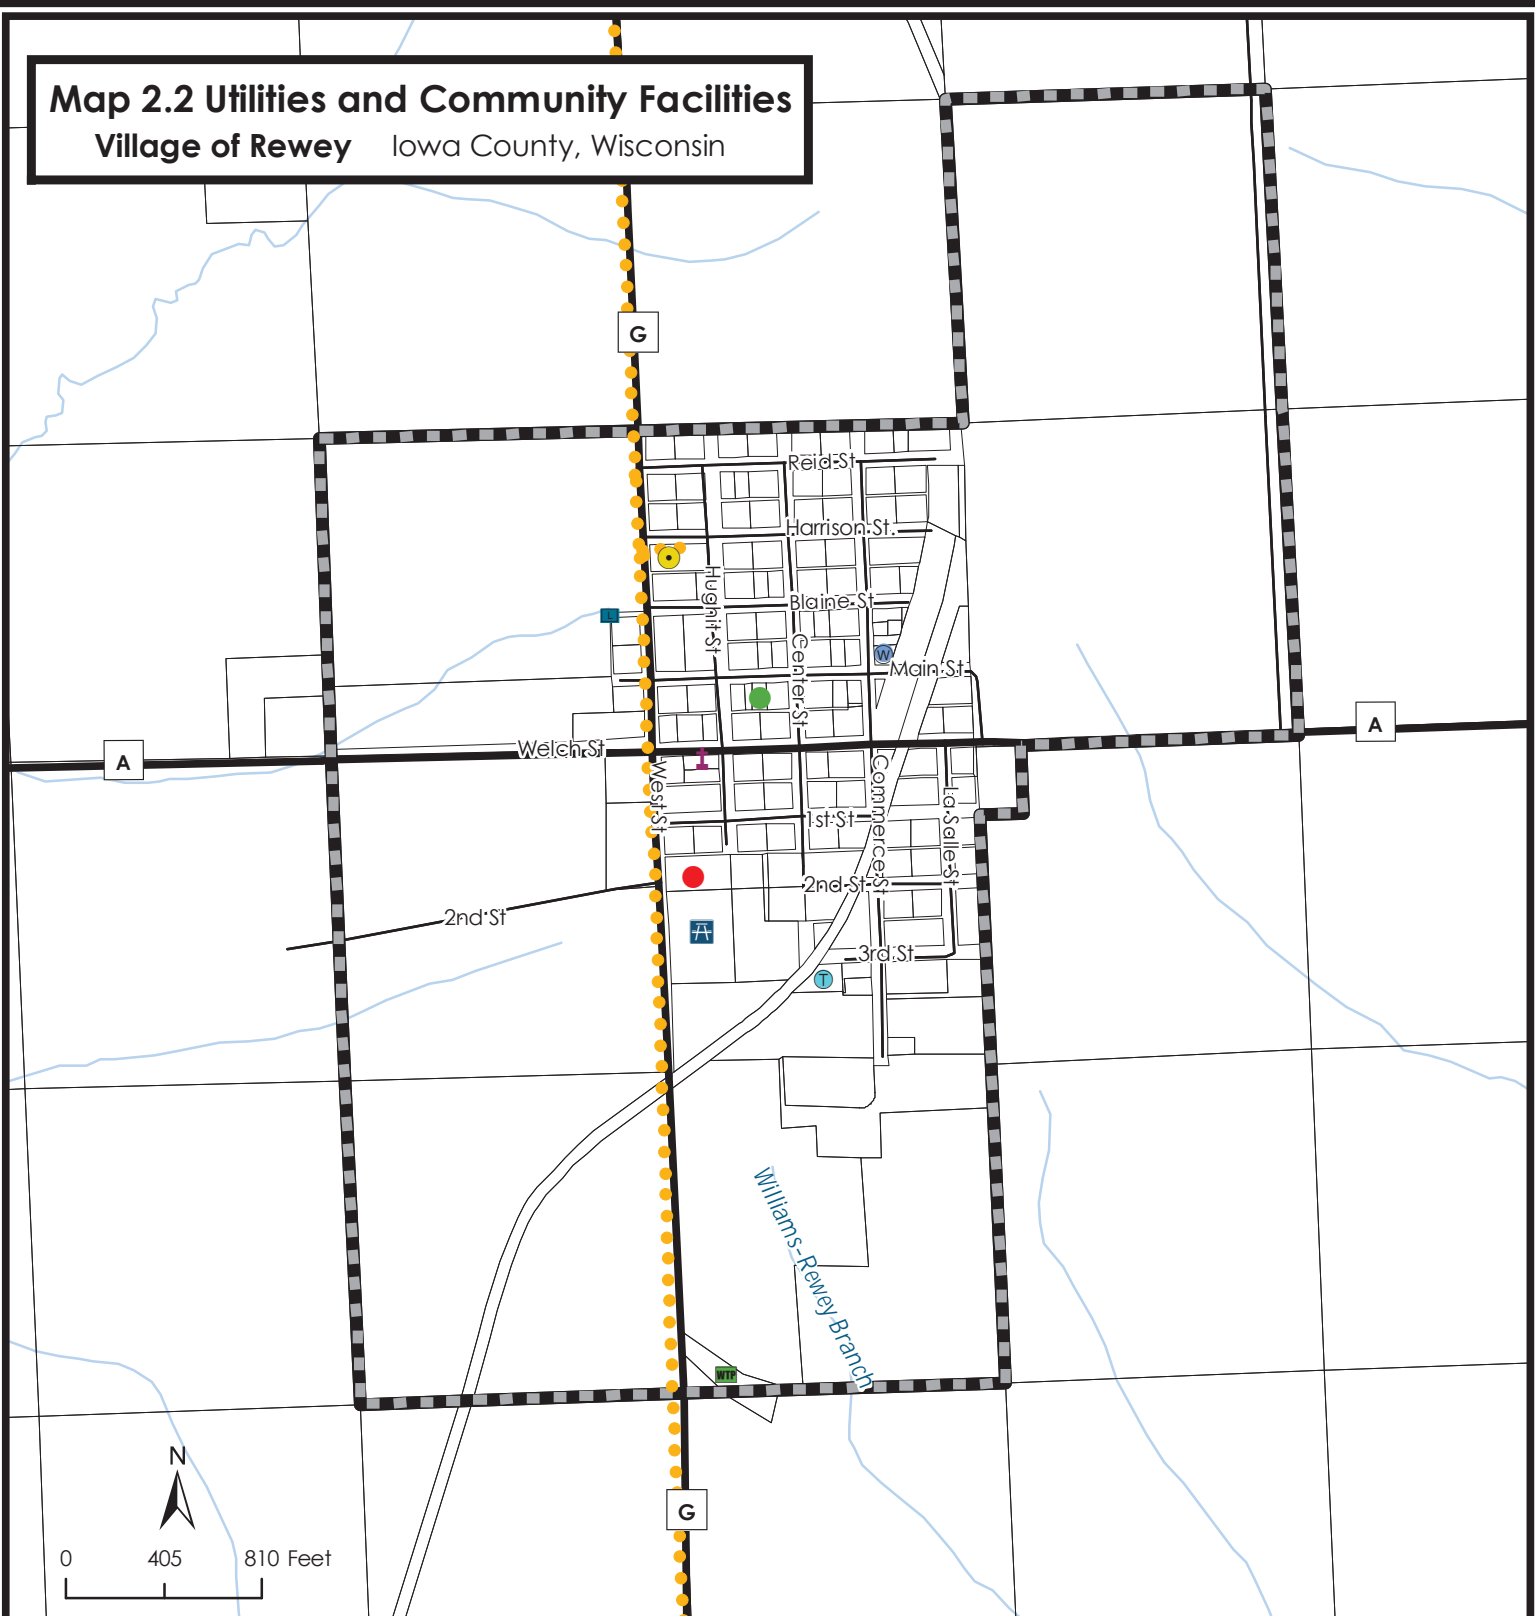 Map 2.2 Utilities and Community Facilities
Village of Rewey Iowa County, Wisconsin
G
Reid St
Harrison St.
Hughit St
Blaine St
L
Center St
W
Main St
A
Welch St
A
West St
Commerce St
La Salle St
1st St
2nd St
2nd St
3rd St
T
Williams-Rewey Branch
WTP
N
G
0 405 810 Feet